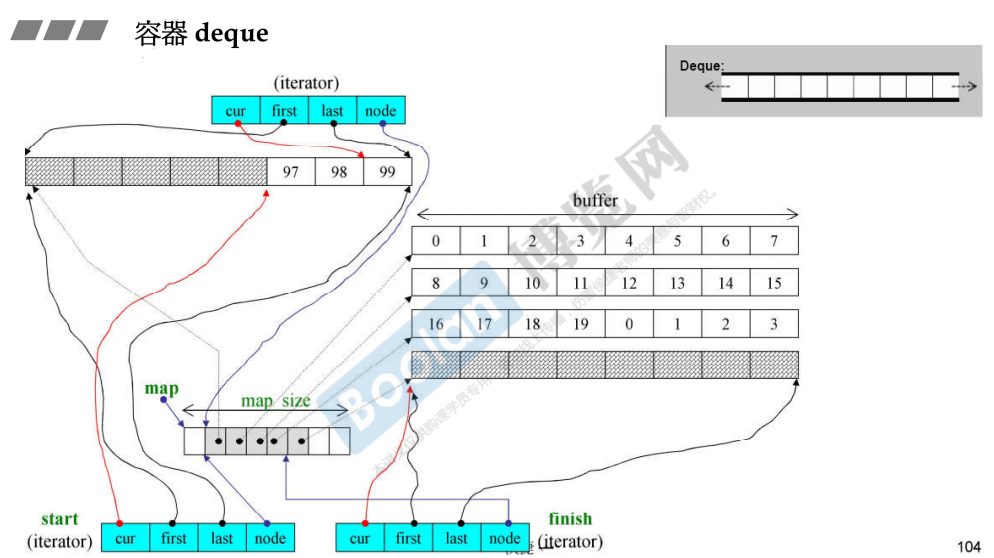 容器 deque
Deque:
(iterator)
cur first last node
97 98 99
buffer
0 1 2 3 4 5 6 7
8 9 10 11 12 13 14 15
16 17 18 19 0 1 2 3
map
map size
start
(iterator)
cur first last node
cur first last node
finish
(iterator)
博览网
Boolan
104